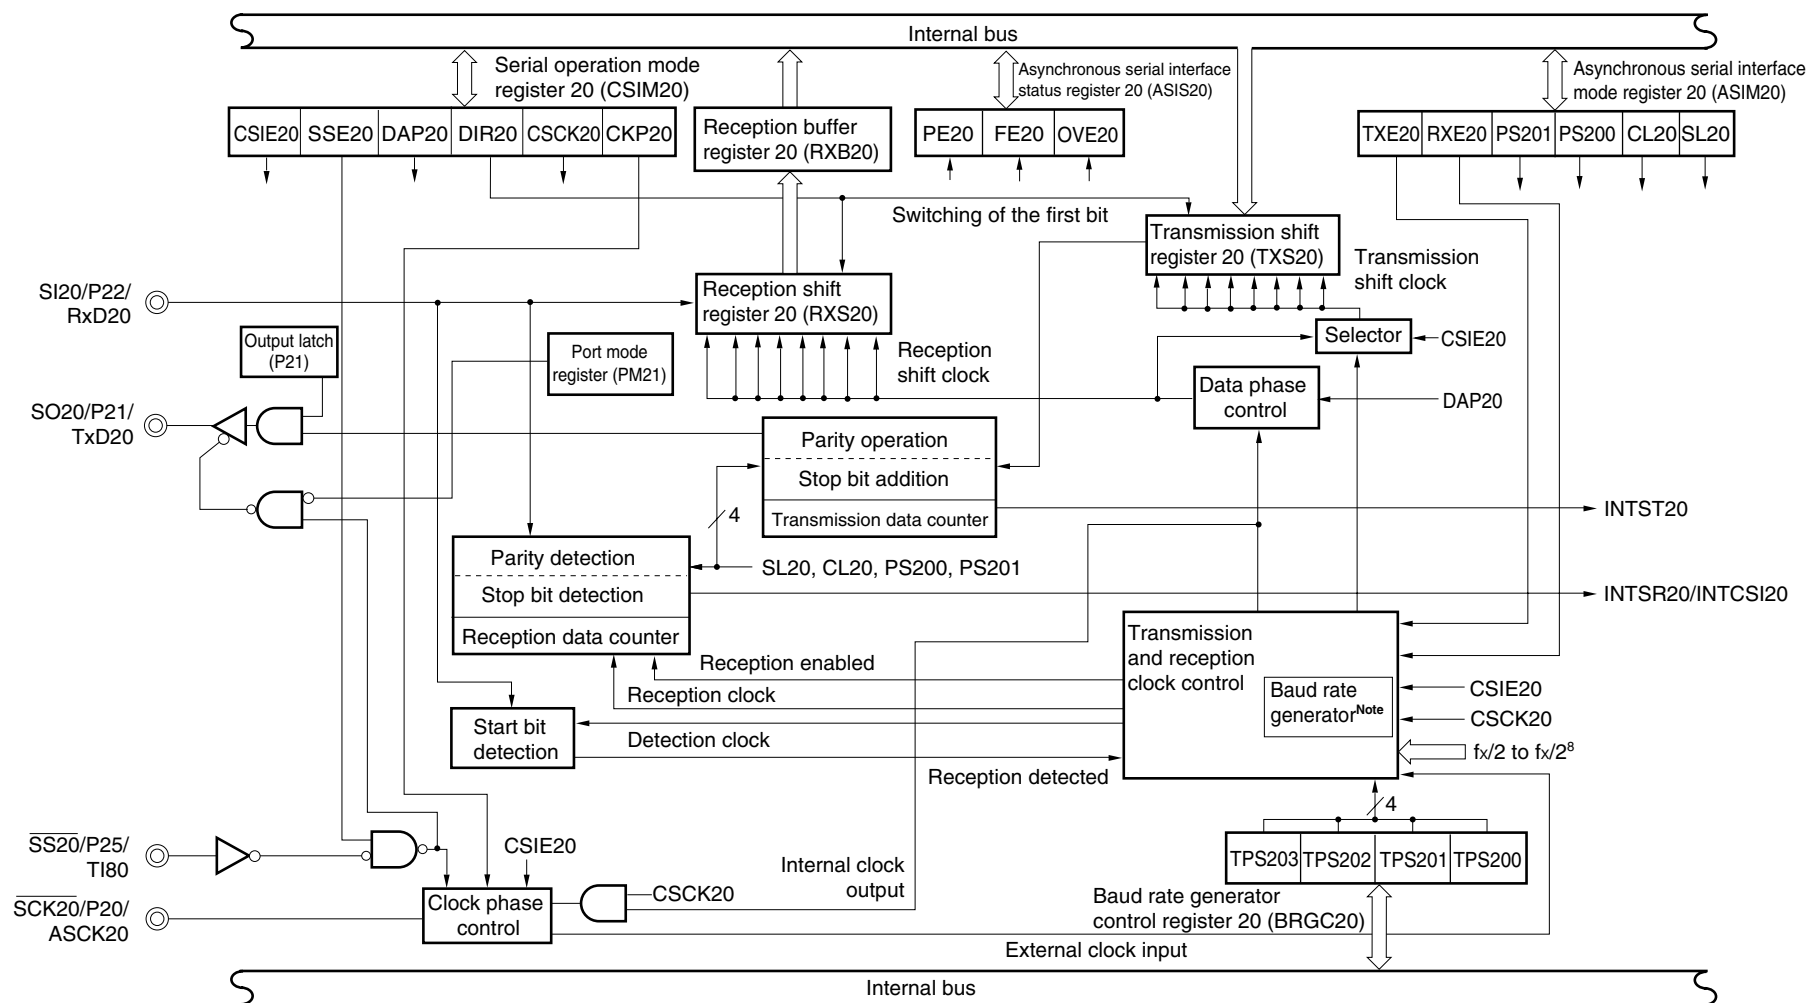 Internal bus
Serial operation mode
register 20 (CSIM20)
Asynchronous serial interface
status register 20 (ASIS20)
Asynchronous serial interface
mode register 20 (ASIM20)
CSIE20 SSE20 DAP20 DIR20 CSCK20 CKP20
Reception buffer
register 20 (RXB20)
PE20 FE20 OVE20
TXE20 RXE20 PS201 PS200 CL20 SL20
Switching of the first bit
Transmission shift
register 20 (TXS20)
Transmission
shift clock
SI20/P22/
RxD20
Reception shift
register 20 (RXS20)
Selector
CSIE20
Output latch
(P21)
Port mode
register (PM21)
Reception
shift clock
Data phase
control
DAP20
SO20/P21/
TxD20
Parity operation
Stop bit addition
Transmission data counter
4
INTST20
Parity detection
Stop bit detection
Reception data counter
SL20, CL20, PS200, PS201
INTSR20/INTCSI20
Transmission
and reception
clock control
Reception enabled
Reception clock
Baud rate
generatorNote
CSIE20
CSCK20
fx/2 to fx/2⁸
Start bit
detection
Detection clock
Reception detected
4
SS20/P25/
TI80
CSIE20
TPS203 TPS202 TPS201 TPS200
Internal clock
output
CSCK20
Clock phase
control
SCK20/P20/
ASCK20
Baud rate generator
control register 20 (BRGC20)
External clock input
Internal bus